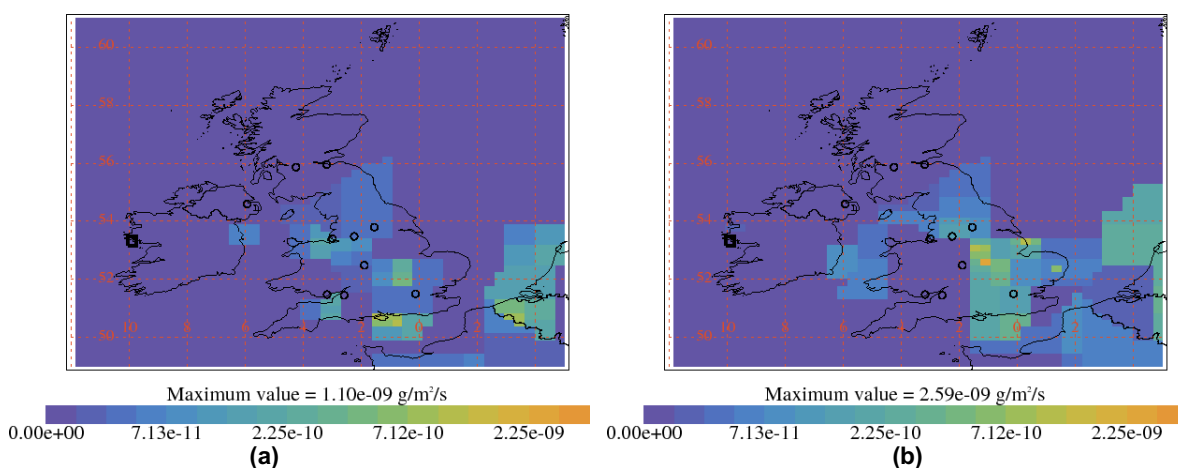 60
58
56
54
52
10 8 6 4 2 0 2
50
Maximum value = 1.10e-09 g/m²/s
0.00e+00 7.13e-11 2.25e-10 7.12e-10 2.25e-09
(a)
60
58
56
54
52
10 8 6 4 2 0 2
50
Maximum value = 2.59e-09 g/m²/s
0.00e+00 7.13e-11 2.25e-10 7.12e-10 2.25e-09
(b)